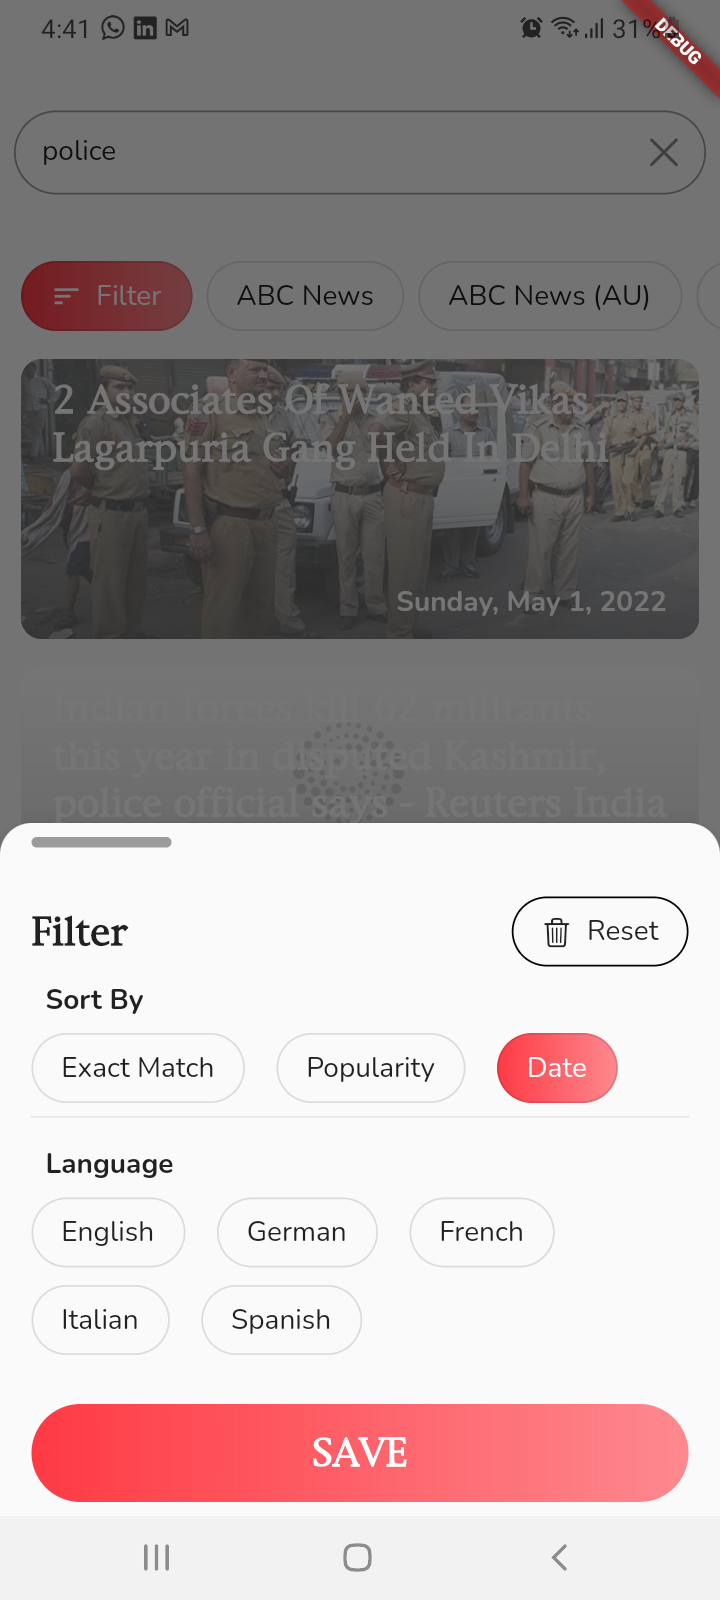 4:41
31%
DEBUG
police
Filter
ABC News
ABC News (AU)
2 Associates Of Wanted Vikas
Lagarpuria Gang Held In Delhi
Sunday, May 1, 2022
Indian forces kill 62 militants
this year in disputed Kashmir,
police official says - Reuters India
Filter
Reset
Sort By
Exact Match
Popularity
Date
Language
English
German
French
Italian
Spanish
SAVE